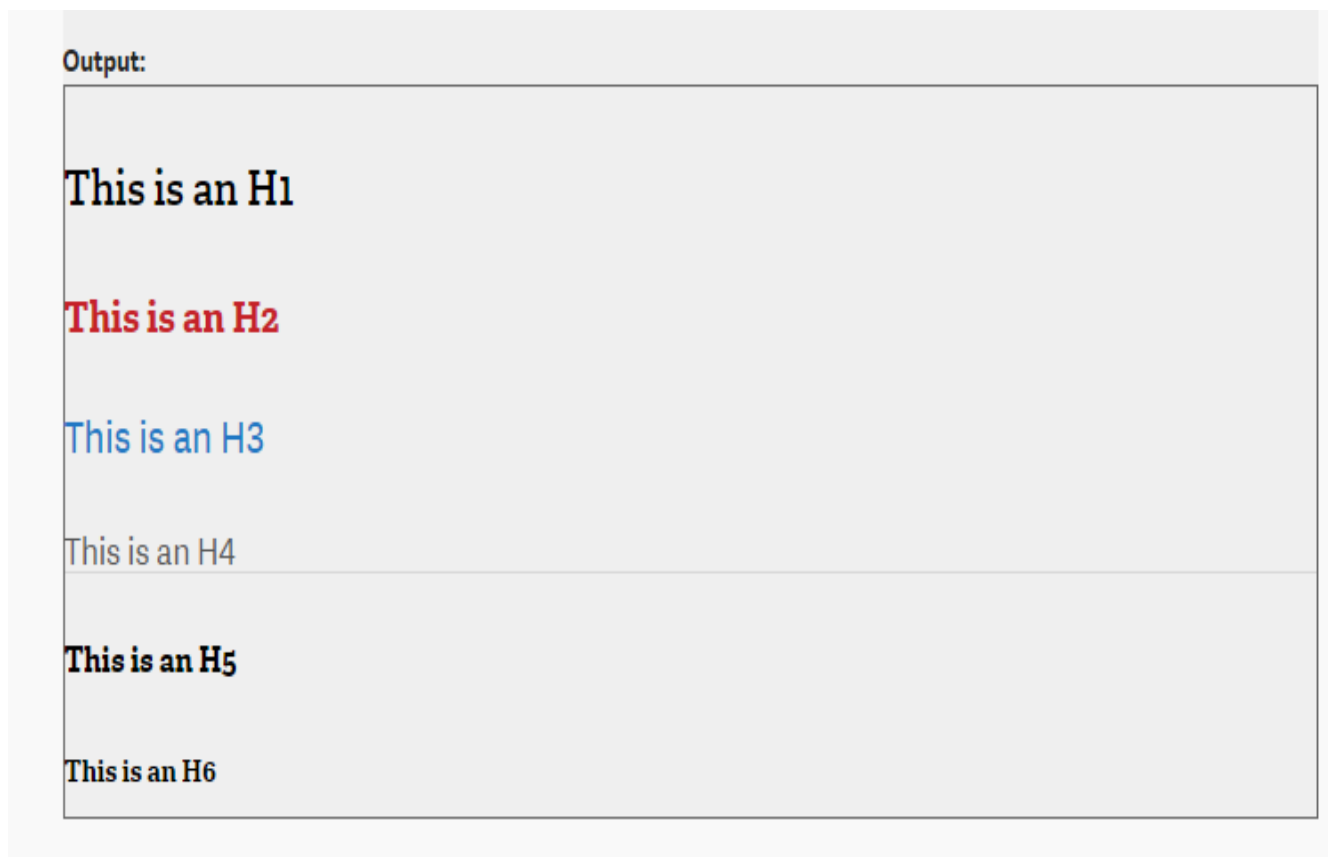 Output:
This is an H1
This is an H2
This is an H3
This is an H4
This is an H5
This is an H6